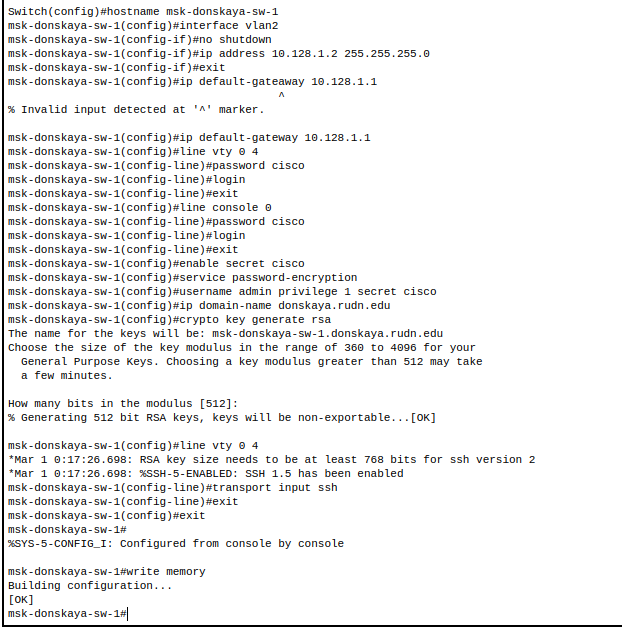 Switch(config)#hostname msk-donskaya-sw-1
msk-donskaya-sw-1(config)#interface vlan2
msk-donskaya-sw-1(config-if)#no shutdown
msk-donskaya-sw-1(config-if)#ip address 10.128.1.2 255.255.255.0
msk-donskaya-sw-1(config-if)#exit
msk-donskaya-sw-1(config)#ip default-gateaway 10.128.1.1
^
% Invalid input detected at '^' marker.

msk-donskaya-sw-1(config)#ip default-gateway 10.128.1.1
msk-donskaya-sw-1(config)#line vty 0 4
msk-donskaya-sw-1(config-line)#password cisco
msk-donskaya-sw-1(config-line)#login
msk-donskaya-sw-1(config-line)#exit
msk-donskaya-sw-1(config)#line console 0
msk-donskaya-sw-1(config-line)#password cisco
msk-donskaya-sw-1(config-line)#login
msk-donskaya-sw-1(config-line)#exit
msk-donskaya-sw-1(config)#enable secret cisco
msk-donskaya-sw-1(config)#service password-encryption
msk-donskaya-sw-1(config)#username admin privilege 1 secret cisco
msk-donskaya-sw-1(config)#ip domain-name donskaya.rudn.edu
msk-donskaya-sw-1(config)#crypto key generate rsa
The name for the keys will be: msk-donskaya-sw-1.donskaya.rudn.edu
Choose the size of the key modulus in the range of 360 to 4096 for your
General Purpose Keys. Choosing a key modulus greater than 512 may take
a few minutes.

How many bits in the modulus [512]:
% Generating 512 bit RSA keys, keys will be non-exportable...[OK]

msk-donskaya-sw-1(config)#line vty 0 4
*Mar 1 0:17:26.698: RSA key size needs to be at least 768 bits for ssh version 2
*Mar 1 0:17:26.698: %SSH-5-ENABLED: SSH 1.5 has been enabled
msk-donskaya-sw-1(config-line)#transport input ssh
msk-donskaya-sw-1(config-line)#exit
msk-donskaya-sw-1(config)#exit
msk-donskaya-sw-1#
%SYS-5-CONFIG_I: Configured from console by console

msk-donskaya-sw-1#write memory
Building configuration...
[OK]
msk-donskaya-sw-1#